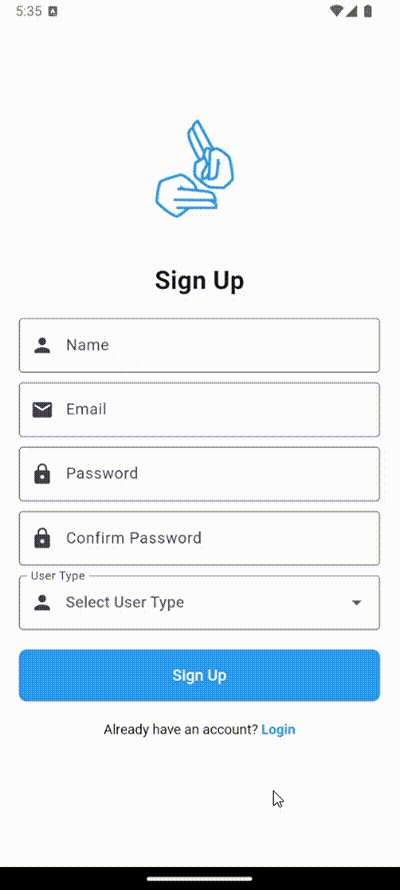 5:35
Sign Up
Name
Email
Password
Confirm Password
User Type
Select User Type
Sign Up
Already have an account? Login